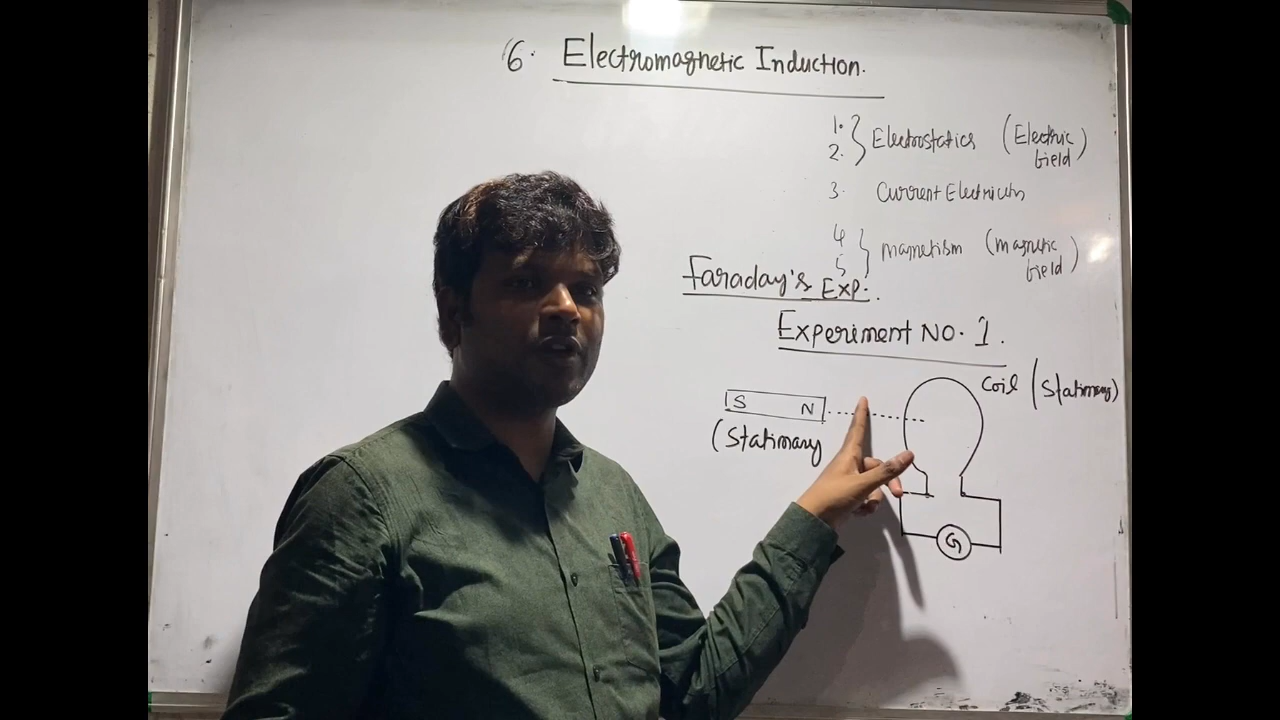 6. Electromagnetic Induction.
1.
2.
Electrostatics (Electric field)
3. Current Electricity
4
5
Magnetism (Magnetic field)
Faraday's Exp:.
Experiment No. 1.
Coil (Stationary)
S N
(Stationary
G